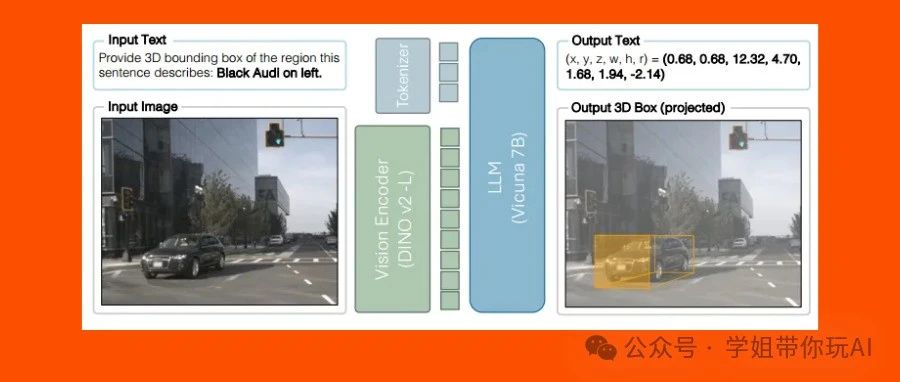 Input Text
Provide 3D bounding box of the region this
sentence describes: Black Audi on left.
Input Image
Tokenizer
Vision Encoder
(DINO v2 -L)
LLM
(Vicuna 7B)
Output Text
(x, y, z, w, h, r) = (0.68, 0.68, 12.32, 4.70,
1.68, 1.94, -2.14)
Output 3D Box (projected)
公众号 · 学姐带你玩AI